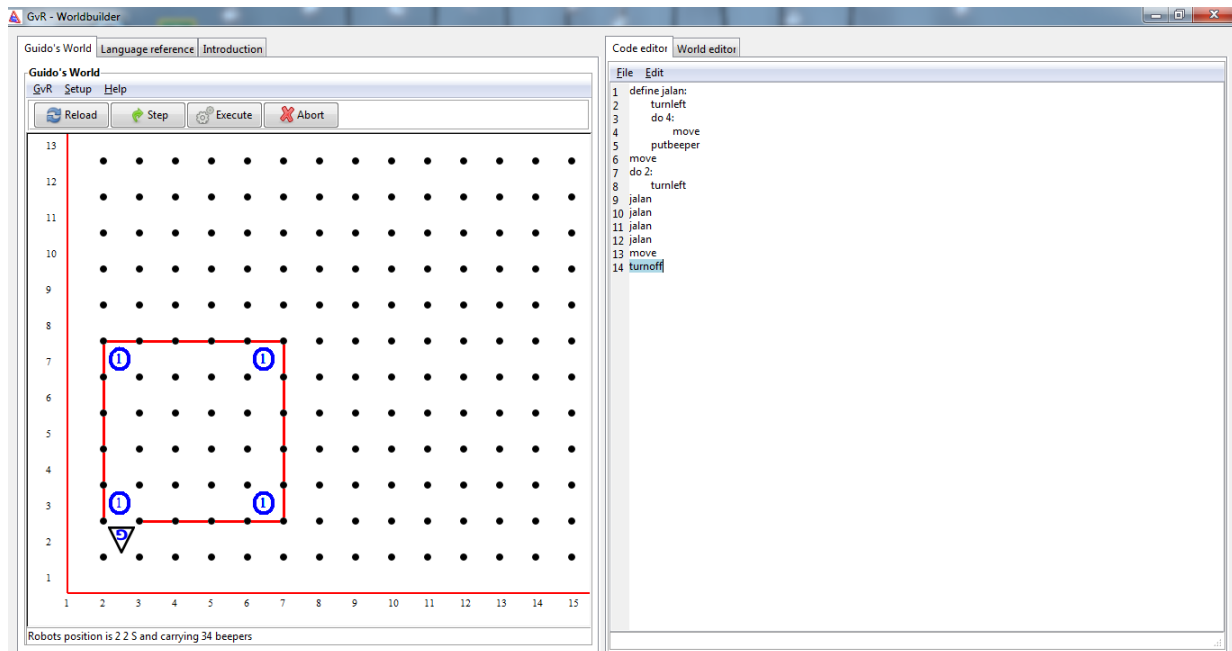 GvR - Worldbuilder
Guido's World Language reference Introduction
Guido's World
GvR Setup Help
Reload Step Execute Abort
13
12
11
10
9
8
7
6
5
4
3
2
1
1 1
1 1
G
1 2 3 4 5 6 7 8 9 10 11 12 13 14 15
Robots position is 2 2 S and carrying 34 beepers
Code editor World editor
File Edit
1 define jalan:
2 turnleft
3 do 4:
4 move
5 putbeeper
6 move
7 do 2:
8 turnleft
9 jalan
10 jalan
11 jalan
12 jalan
13 move
14 turnoff